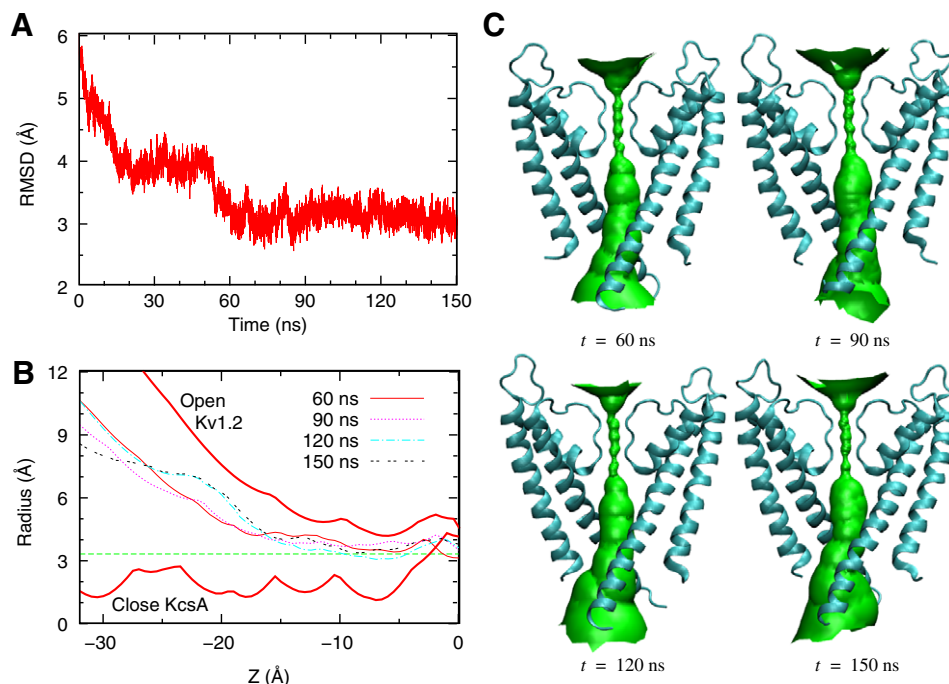 A
6
5
4
3
2
RMSD (Å)
0 30 60 90 120 150
Time (ns)
B
12
9
6
3
0
Radius (Å)
Open
Kv1.2
60 ns
90 ns
120 ns
150 ns
Close KcsA
−30 −20 −10 0
Z (Å)
C
t = 60 ns
t = 90 ns
t = 120 ns
t = 150 ns